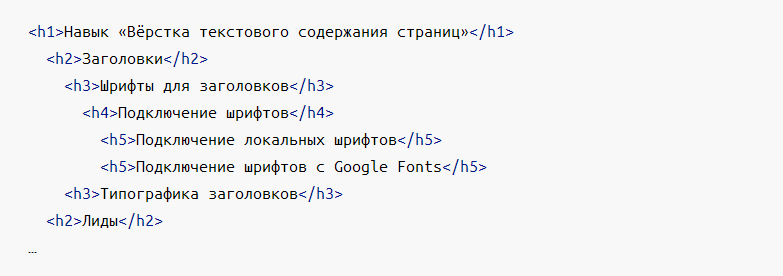 <h1>Навык «Вёрстка текстового содержания страниц»</h1>
<h2>Заголовки</h2>
<h3>Шрифты для заголовков</h3>
<h4>Подключение шрифтов</h4>
<h5>Подключение локальных шрифтов</h5>
<h5>Подключение шрифтов с Google Fonts</h5>
<h3>Типографика заголовков</h3>
<h2>Лиды</h2>
…